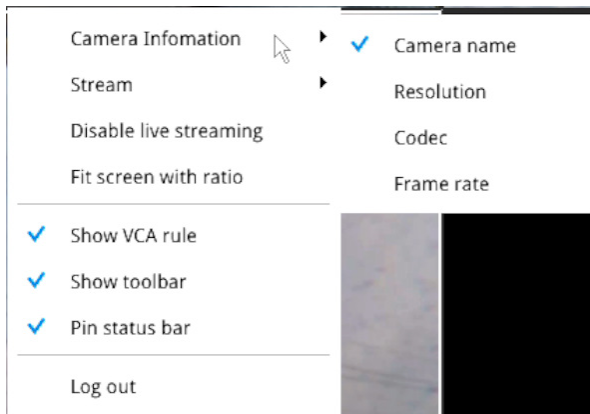 Camera Infomation
Stream
Disable live streaming
Fit screen with ratio
Show VCA rule
Show toolbar
Pin status bar
Log out
Camera name
Resolution
Codec
Frame rate